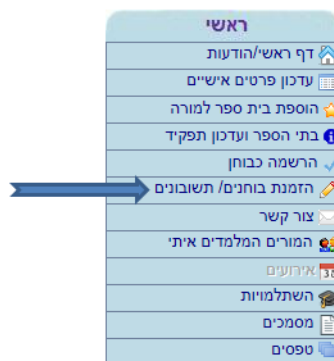 ראשי
דף ראשי/הודעות
עדכון פרטים אישיים
הוספת בית ספר למורה
בתי הספר ועדכון תפקיד
הרשמה כבוחן
הזמנת בוחנים/ תשובונים
צור קשר
המורים המלמדים איתי
אירועים
השתלמויות
מסמכים
טפסים